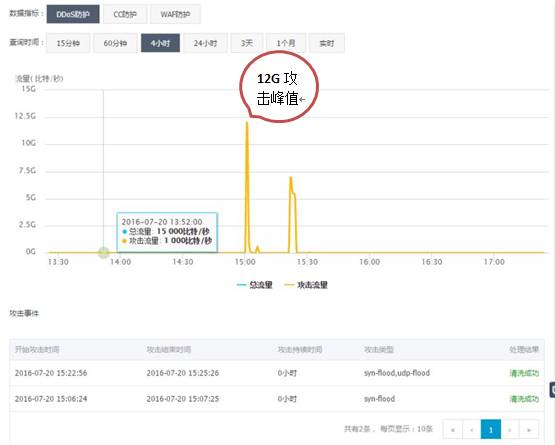 数据指标： DDoS防护 CC防护 WAF防护
查询时间： 15分钟 60分钟 4小时 24小时 3天 1个月 实时
流量( 比特/秒)
12G 攻
击峰值
15G
12.5G
10G
7.5G
5G
2.5G
0G
2016-07-20 13:52:00
总流量: 15 000比特/秒
攻击流量: 1 000比特/秒
13:30 14:00 14:30 15:00 15:30 16:00 16:30 17:00
总流量 攻击流量
攻击事件
开始攻击时间 攻击结束时间 攻击持续时间 攻击类型 处理结果
2016-07-20 15:22:56 2016-07-20 15:25:26 0小时 syn-flood,udp-flood 清洗成功
2016-07-20 15:06:24 2016-07-20 15:07:25 0小时 syn-flood 清洗成功
共有2条， 每页显示：10条 « ‹ 1 › »